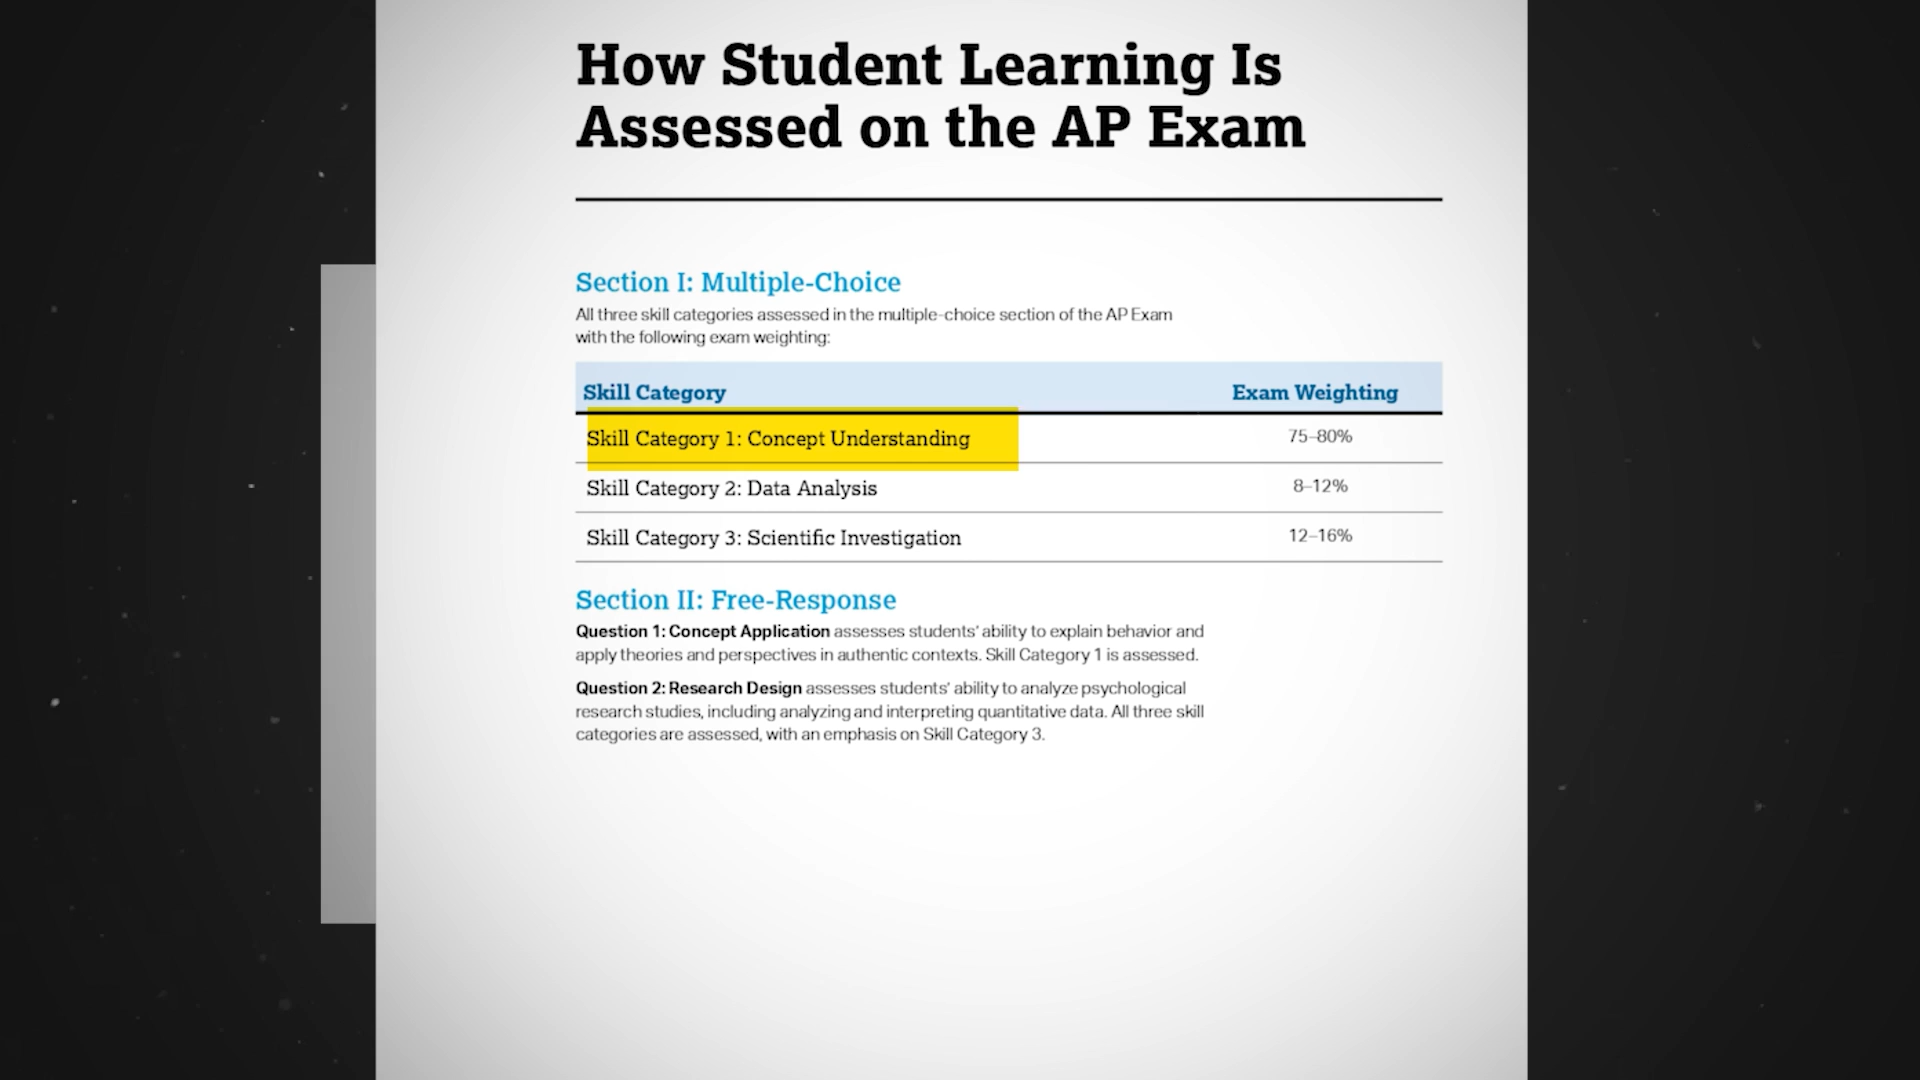 How Student Learning Is
Assessed on the AP Exam
Section I: Multiple-Choice
All three skill categories assessed in the multiple-choice section of the AP Exam
with the following exam weighting:
Skill Category Exam Weighting
Skill Category 1: Concept Understanding 75–80%
Skill Category 2: Data Analysis 8–12%
Skill Category 3: Scientific Investigation 12–16%
Section II: Free-Response
Question 1: Concept Application assesses students' ability to explain behavior and
apply theories and perspectives in authentic contexts. Skill Category 1 is assessed.
Question 2: Research Design assesses students' ability to analyze psychological
research studies, including analyzing and interpreting quantitative data. All three skill
categories are assessed, with an emphasis on Skill Category 3.